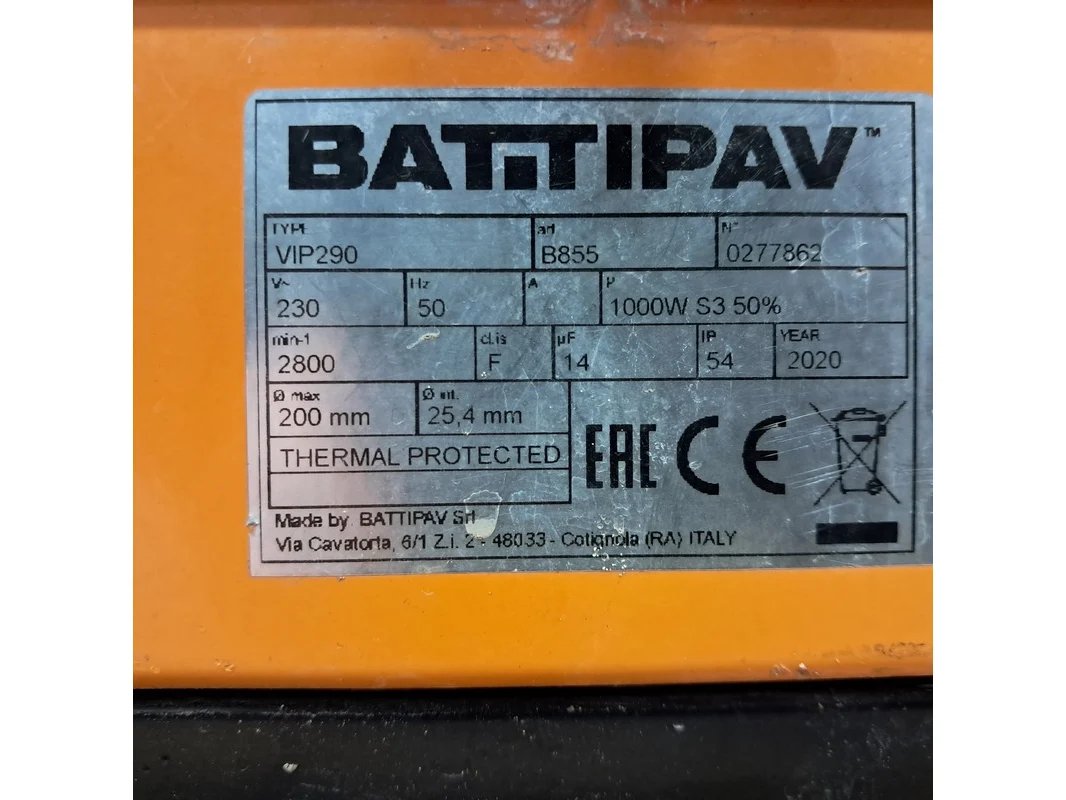 BATTIPAV™
TYPE ad N°
VIP290 B855 0277862
V~ Hz A P
230 50 1000W S3 50%
min-1 cl.is µF IP YEAR
2800 F 14 54 2020
Ø max Ø int.
200 mm 25,4 mm
THERMAL PROTECTED
EAC CE
Made by BATTIPAV Srl
Via Cavatorta, 6/1 Z.i. 2 - 48033 - Cotignola (RA) ITALY